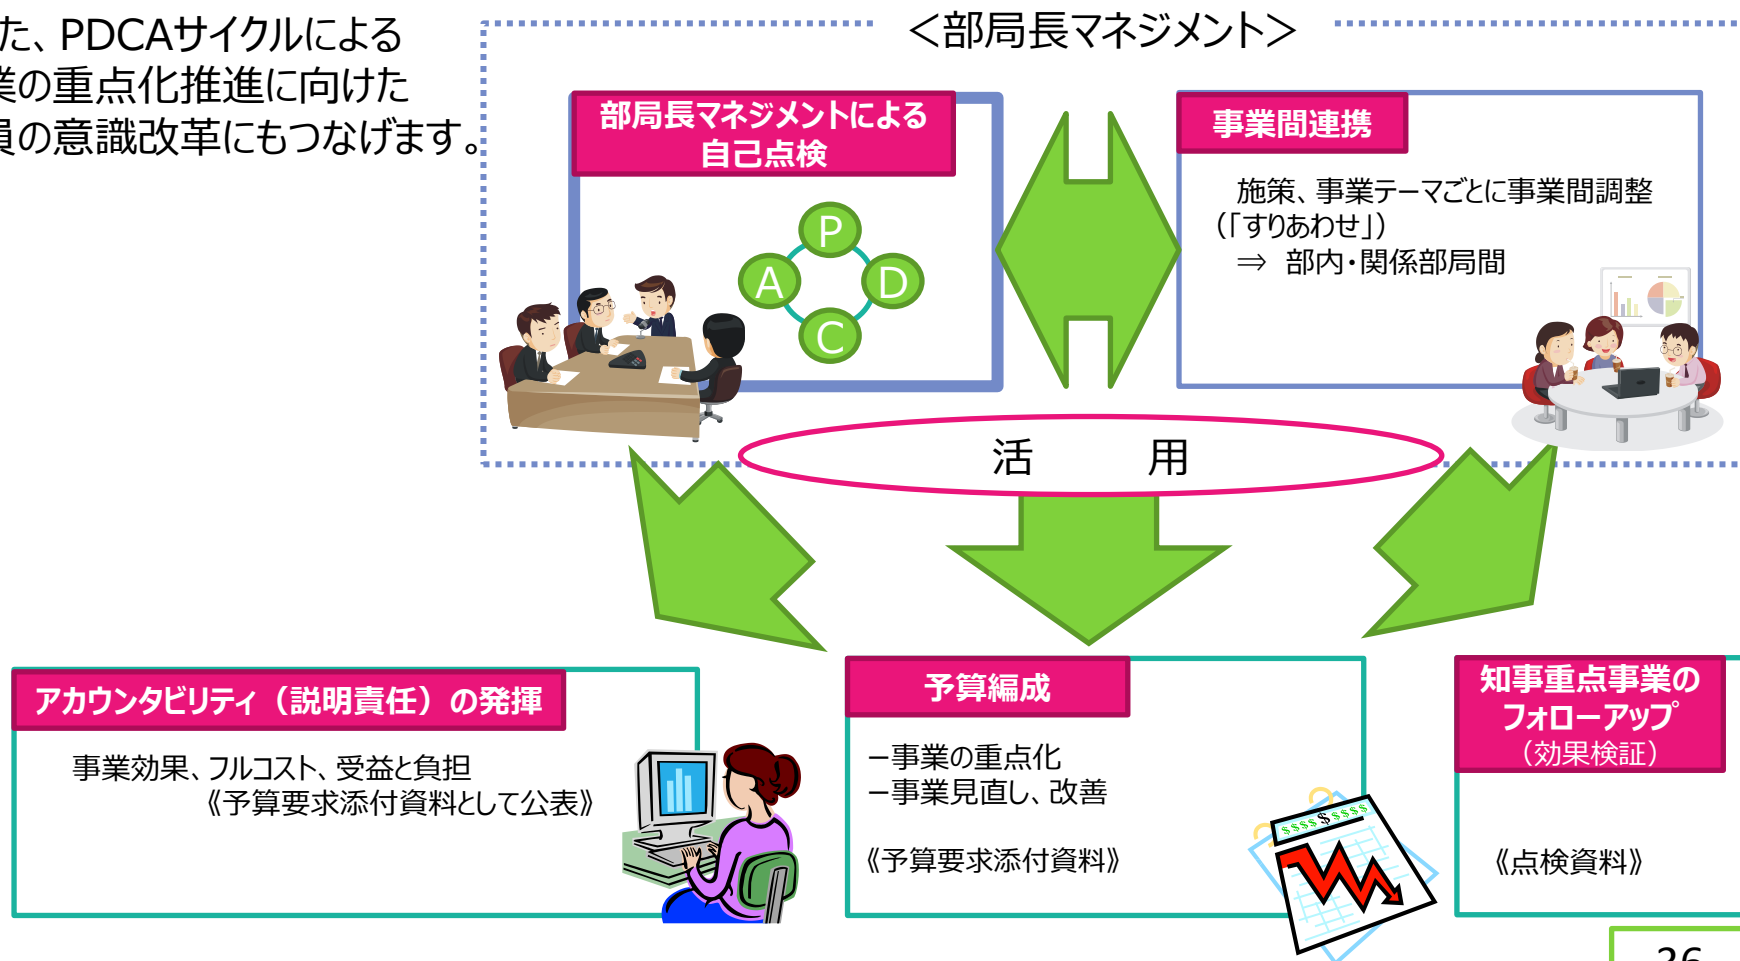 た、PDCAサイクルによる
業の重点化推進に向けた
員の意識改革にもつなげます。
＜部局長マネジメント＞
部局長マネジメントによる
自己点検
P
A
D
C
事業間連携
施策、事業テーマごとに事業間調整
（「すりあわせ」）
⇒ 部内・関係部局間
活 用
アカウンタビリティ（説明責任）の発揮
事業効果、フルコスト、受益と負担
《予算要求添付資料として公表》
予算編成
－事業の重点化
－事業見直し、改善
《予算要求添付資料》
$$$$$$$$$
知事重点事業の
フォローアップ
（効果検証）
《点検資料》
26